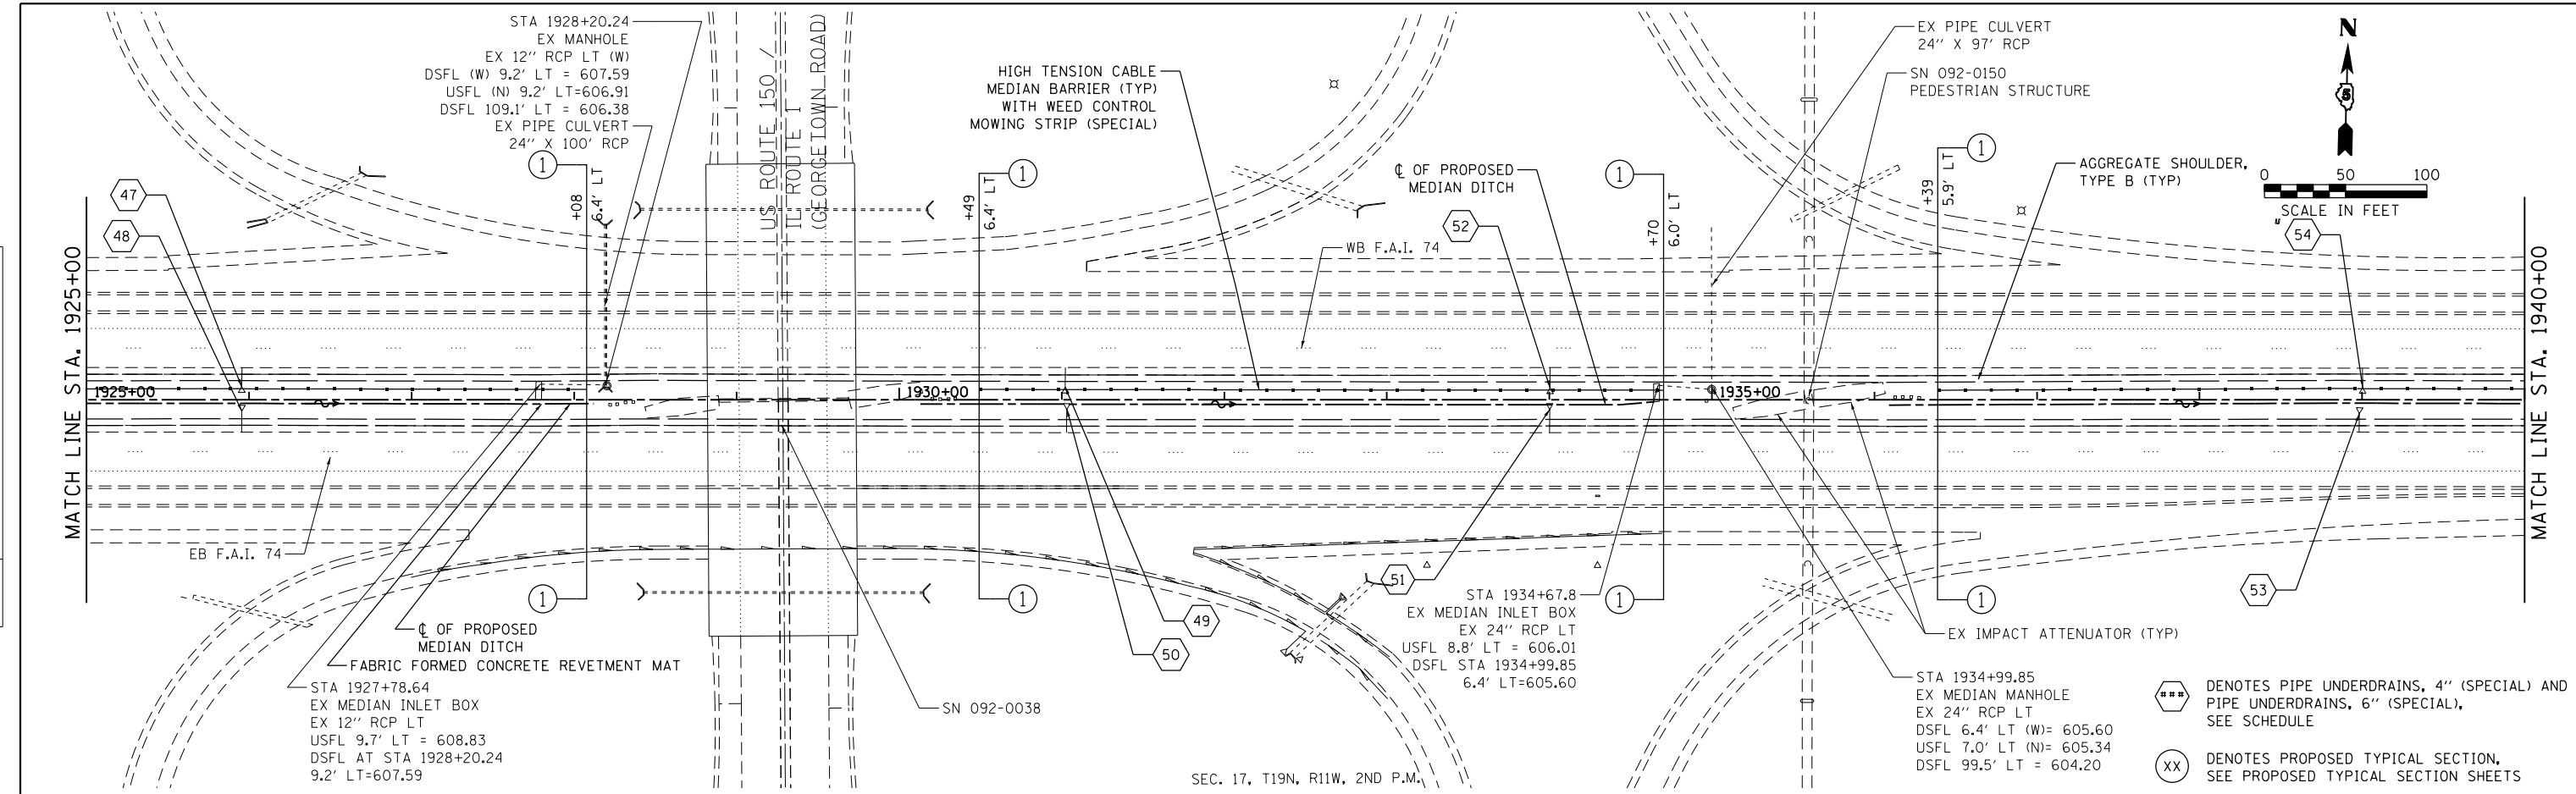 STA 1928+20.24
EX MANHOLE
EX 12'' RCP LT (W)
DSFL (W) 9.2' LT = 607.59
USFL (N) 9.2' LT=606.91
DSFL 109.1' LT = 606.38
EX PIPE CULVERT
24'' X 100' RCP
US ROUTE 150 /
IL ROUTE 1
(GEORGETOWN ROAD)
HIGH TENSION CABLE
MEDIAN BARRIER (TYP)
WITH WEED CONTROL
MOWING STRIP (SPECIAL)
EX PIPE CULVERT
24'' X 97' RCP
SN 092-0150
PEDESTRIAN STRUCTURE
N
5
0 50 100
SCALE IN FEET
℄ OF PROPOSED
MEDIAN DITCH
AGGREGATE SHOULDER,
TYPE B (TYP)
1
+08
6.4' LT
+49
6.4' LT
1
1
+70
6.0' LT
+39
5.9' LT
1
47
48
52
54
WB F.A.I. 74
MATCH LINE STA. 1925+00
1925+00
1930+00
1935+00
MATCH LINE STA. 1940+00
EB F.A.I. 74
1
1
1
1
51
49
50
53
℄ OF PROPOSED
MEDIAN DITCH
FABRIC FORMED CONCRETE REVETMENT MAT
STA 1927+78.64
EX MEDIAN INLET BOX
EX 12'' RCP LT
USFL 9.7' LT = 608.83
DSFL AT STA 1928+20.24
9.2' LT=607.59
SN 092-0038
STA 1934+67.8
EX MEDIAN INLET BOX
EX 24'' RCP LT
USFL 8.8' LT = 606.01
DSFL STA 1934+99.85
6.4' LT=605.60
EX IMPACT ATTENUATOR (TYP)
STA 1934+99.85
EX MEDIAN MANHOLE
EX 24'' RCP LT
DSFL 6.4' LT (W)= 605.60
USFL 7.0' LT (N)= 605.34
DSFL 99.5' LT = 604.20
SEC. 17, T19N, R11W, 2ND P.M.
###
DENOTES PIPE UNDERDRAINS, 4'' (SPECIAL) AND
PIPE UNDERDRAINS, 6'' (SPECIAL),
SEE SCHEDULE
XX
DENOTES PROPOSED TYPICAL SECTION,
SEE PROPOSED TYPICAL SECTION SHEETS